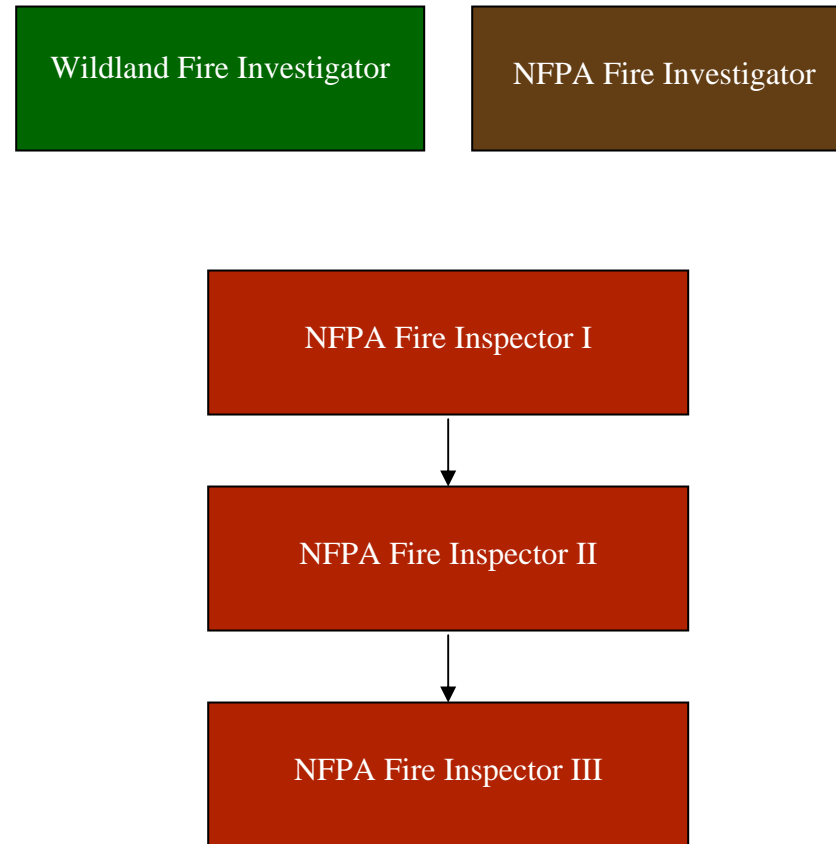 Wildland Fire Investigator
NFPA Fire Investigator
NFPA Fire Inspector I
NFPA Fire Inspector II
NFPA Fire Inspector III